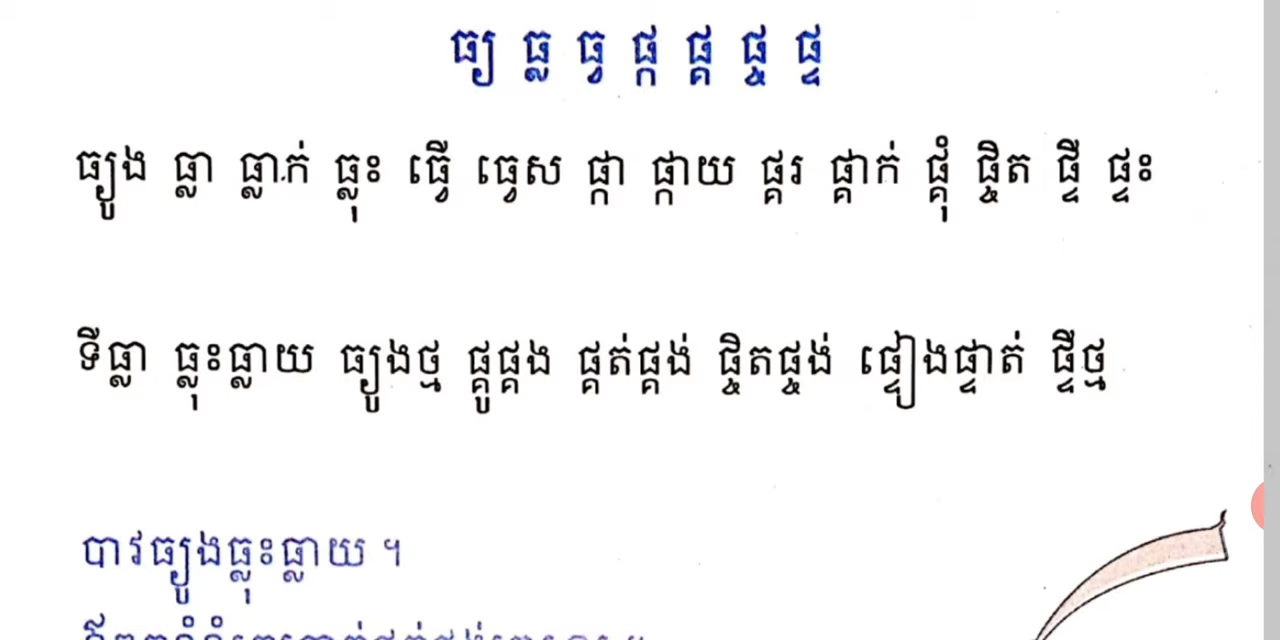 ធ្យ ធ្ល ធ្វ ផ្ក ផ្គ ផ្ច ផ្ទ
ធ្យូង ធ្លា ធ្លាក់ ធ្លុះ ធ្វើ ធ្វេស ផ្កា ផ្កាយ ផ្គរ ផ្គាក់ ផ្គុំ ផ្ចិត ផ្ទី ផ្ទះ
ទីធ្លា ធ្លុះធ្លាយ ធ្យូងថ្ម ផ្គូផ្គង ផ្គត់ផ្គង់ ផ្ចិតផ្ចង់ ផ្ទៀងផ្ទាត់ ផ្ទីថ្ម
បាវធ្យូងធ្លុះធ្លាយ ។